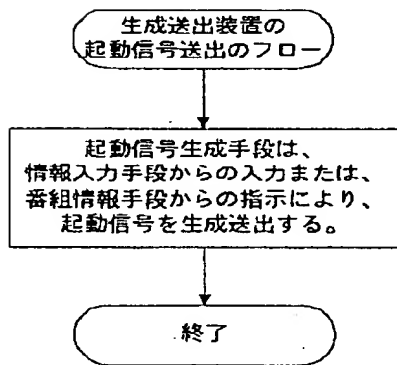 生成送出装置の
起動信号送出のフロー
起動信号生成手段は、
情報入力手段からの入力または、
番組情報手段からの指示により、
起動信号を生成送出する。
終了